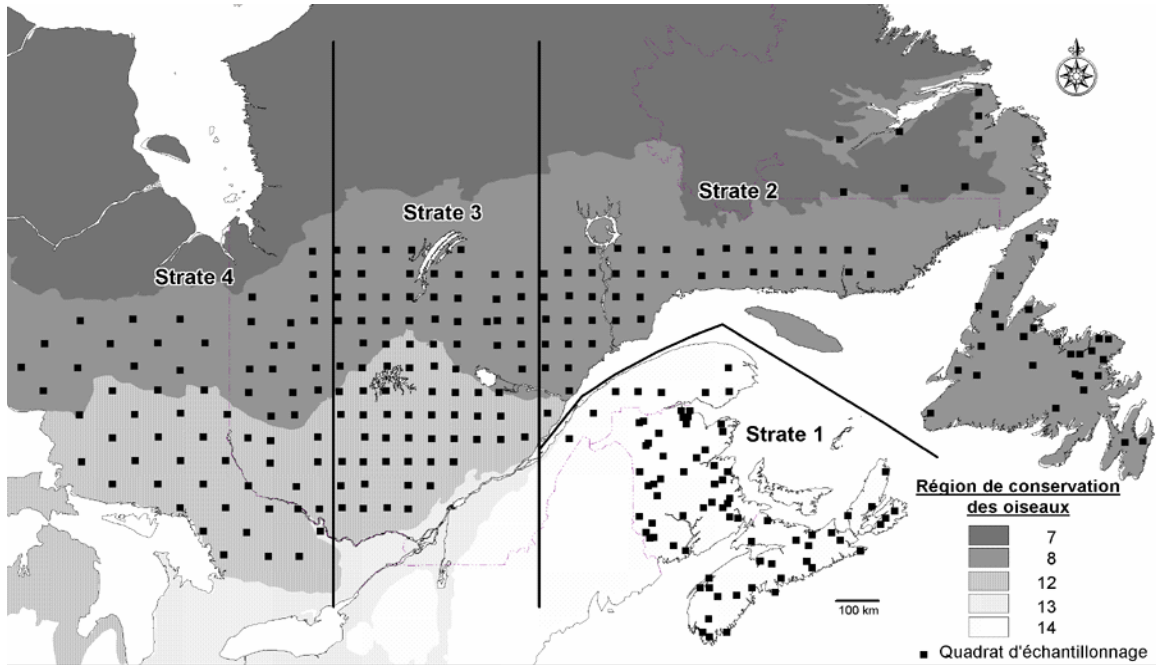 Strate 2
Strate 3
Strate 4
Strate 1
Région de conservation
des oiseaux
7
8
12
13
14
100 km
Quadrat d'échantillonnage